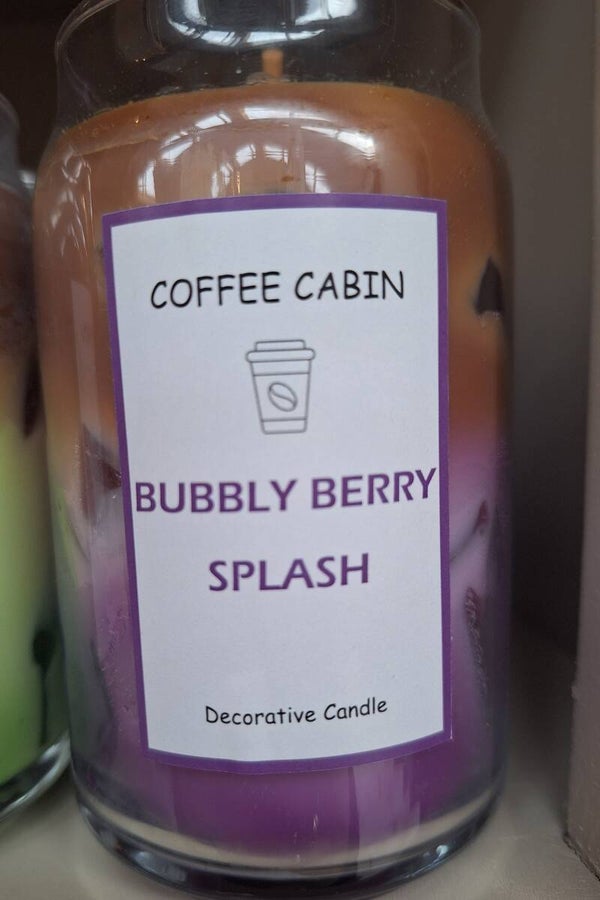 COFFEE CABIN
BUBBLY BERRY
SPLASH
Decorative Candle